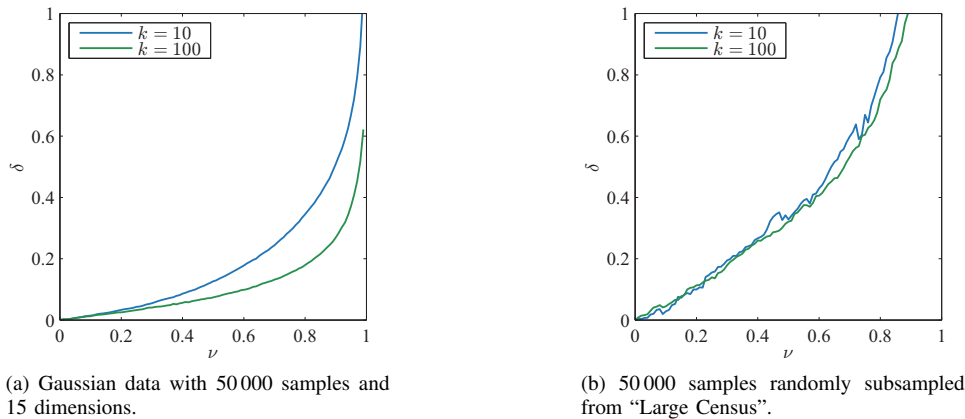 1
0.8
0.6
0.4
0.2
0
δ
k = 10
k = 100
0 0.2 0.4 0.6 0.8 1
ν
(a) Gaussian data with 50 000 samples and
15 dimensions.
1
0.8
0.6
0.4
0.2
0
δ
k = 10
k = 100
0 0.2 0.4 0.6 0.8 1
ν
(b) 50 000 samples randomly subsampled
from “Large Census”.